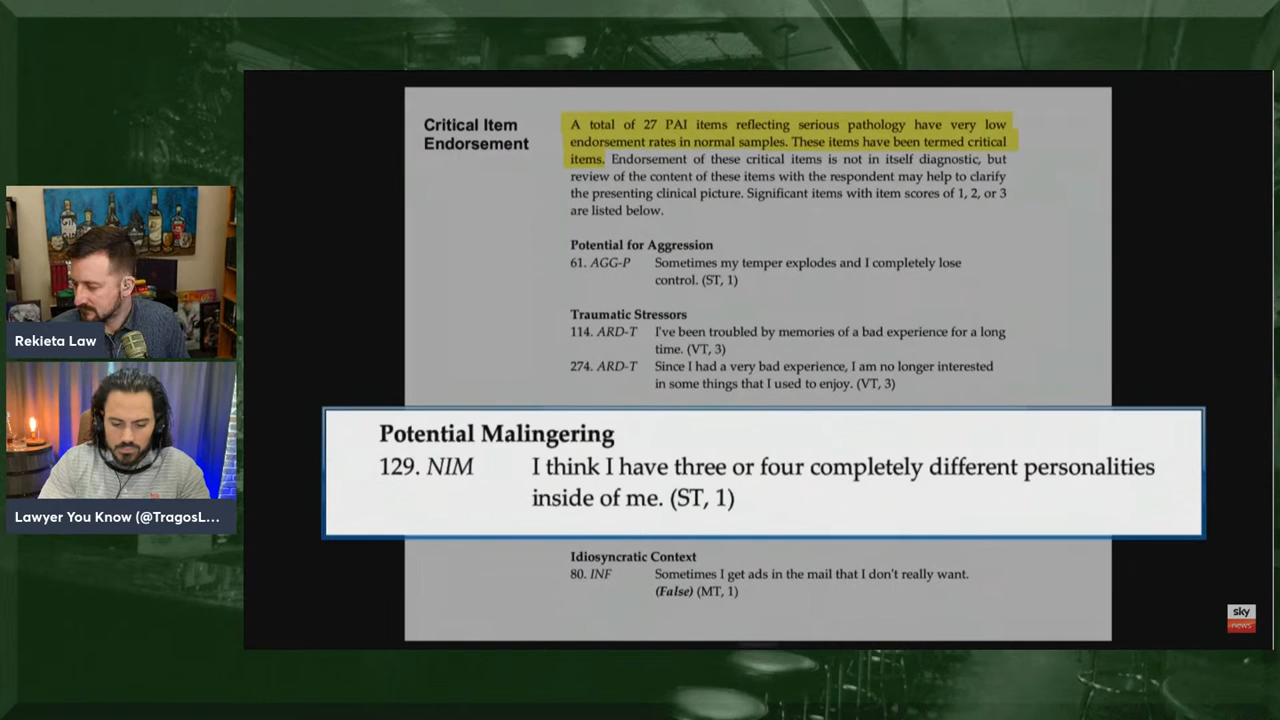 Critical Item
Endorsement
A total of 27 PAI items reflecting serious pathology have very low
endorsement rates in normal samples. These items have been termed critical
items. Endorsement of these critical items is not in itself diagnostic, but
review of the content of these items with the respondent may help to clarify
the presenting clinical picture. Significant items with item scores of 1, 2, or 3
are listed below.
Potential for Aggression
61. AGG-P Sometimes my temper explodes and I completely lose
control. (ST, 1)
Traumatic Stressors
114. ARD-T I've been troubled by memories of a bad experience for a long
time. (VT, 3)
274. ARD-T Since I had a very bad experience, I am no longer interested
in some things that I used to enjoy. (VT, 3)
Potential Malingering
129. NIM I think I have three or four completely different personalities
inside of me. (ST, 1)
Idiosyncratic Context
80. INF Sometimes I get ads in the mail that I don't really want.
(False) (MT, 1)
Rekieta Law
Lawyer You Know (@TragosL...
sky
news